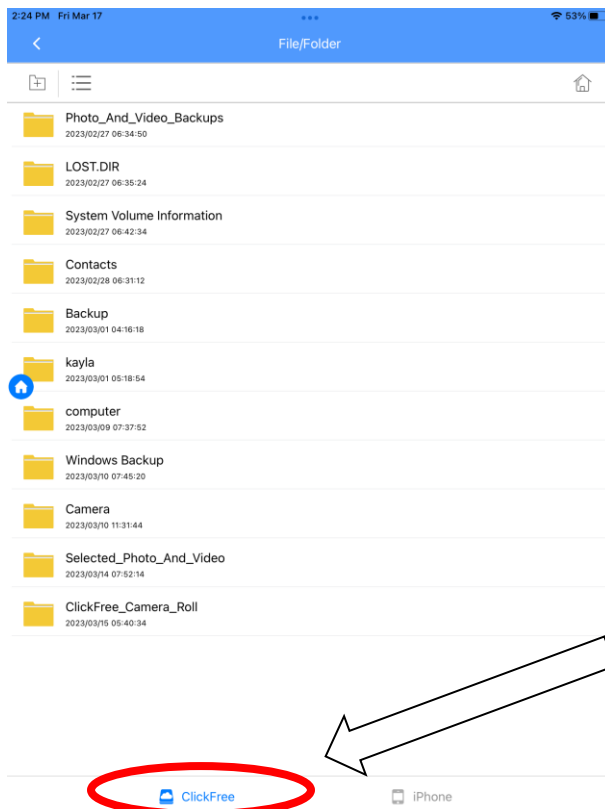 2:24 PM Fri Mar 17 53%
File/Folder
Photo_And_Video_Backups
2023/02/27 06:34:50
LOST.DIR
2023/02/27 06:35:24
System Volume Information
2023/02/27 06:42:34
Contacts
2023/02/28 06:31:12
Backup
2023/03/01 04:16:18
kayla
2023/03/01 05:18:54
computer
2023/03/09 07:37:52
Windows Backup
2023/03/10 07:45:20
Camera
2023/03/10 11:31:44
Selected_Photo_And_Video
2023/03/14 07:52:14
ClickFree_Camera_Roll
2023/03/15 05:40:34
ClickFree iPhone